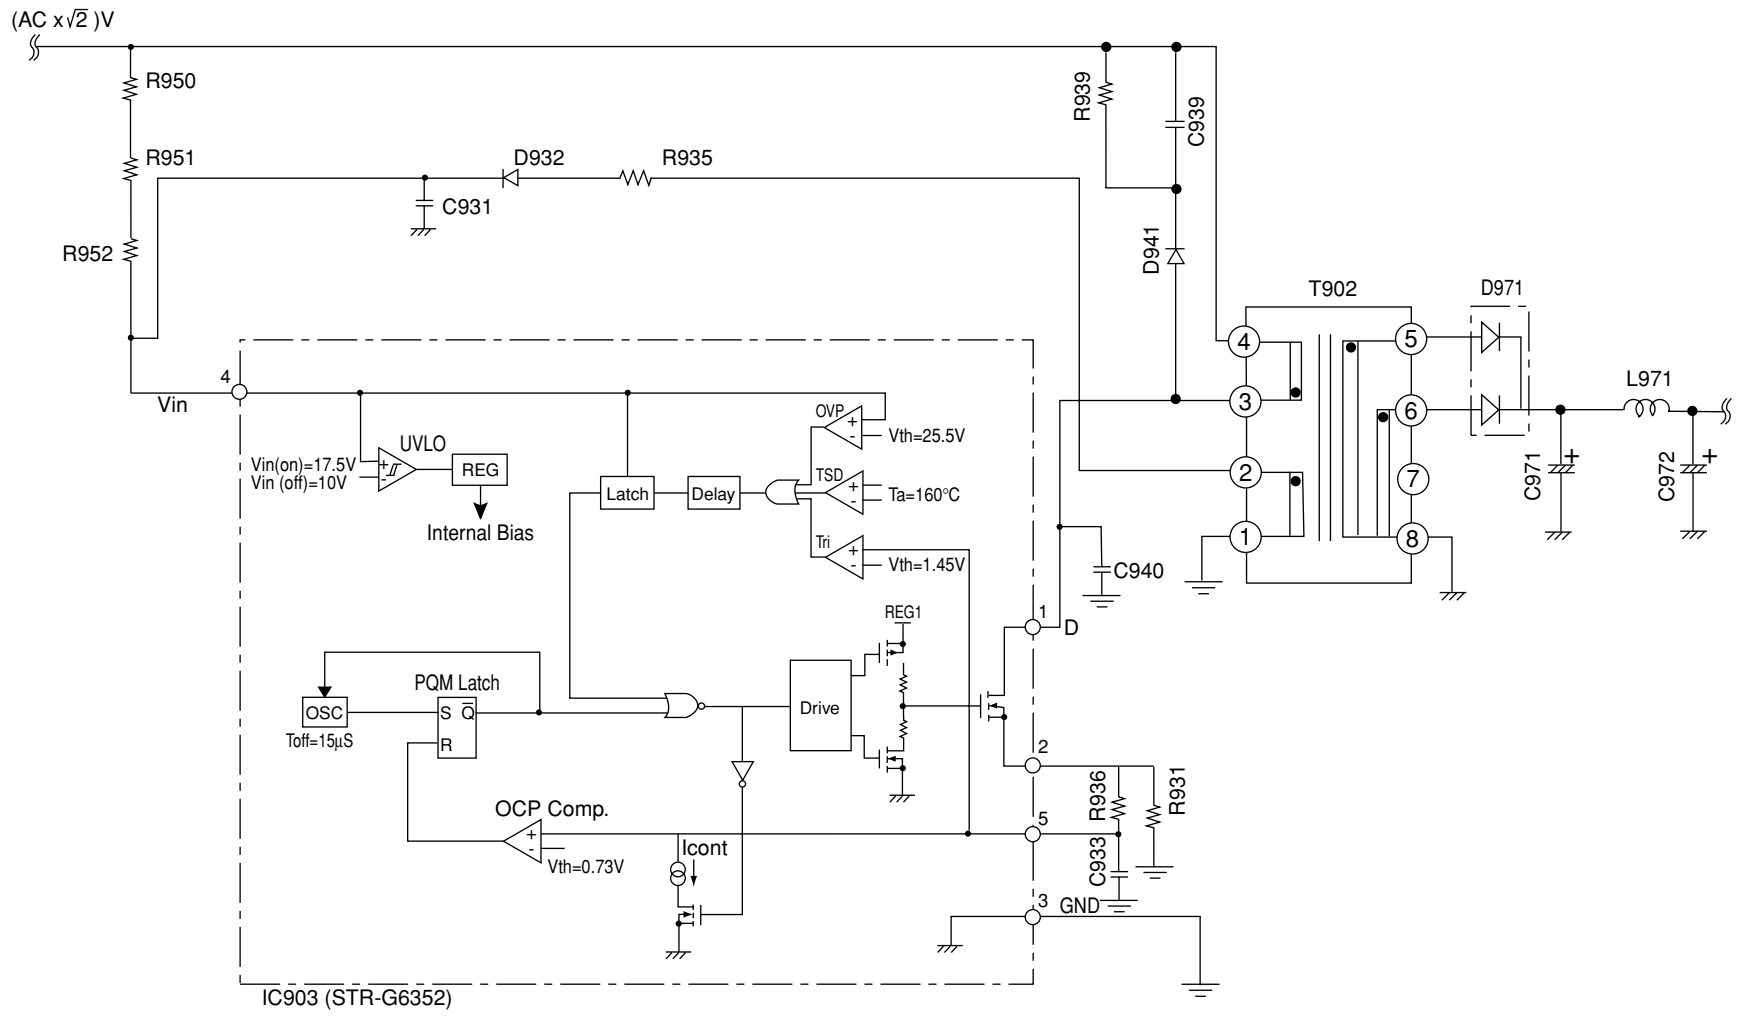 (AC x√2 )V
R950
R939
C939
R951
D932
R935
C931
R952
D941
T902
D971
4
5
L971
4
Vin
3
6
OVP
Vth=25.5V
UVLO
Vin(on)=17.5V
Vin (off)=10V
REG
C971
+
C972
+
2
7
TSD
Latch
Delay
Ta=160°C
Internal Bias
1
8
Tri
Vth=1.45V
C940
REG1
1
D
PQM Latch
OSC
S Q̅
R
Toff=15µS
Drive
2
R936
R931
OCP Comp.
5
+
-
Vth=0.73V
Icont
C933
3
GND
IC903 (STR-G6352)